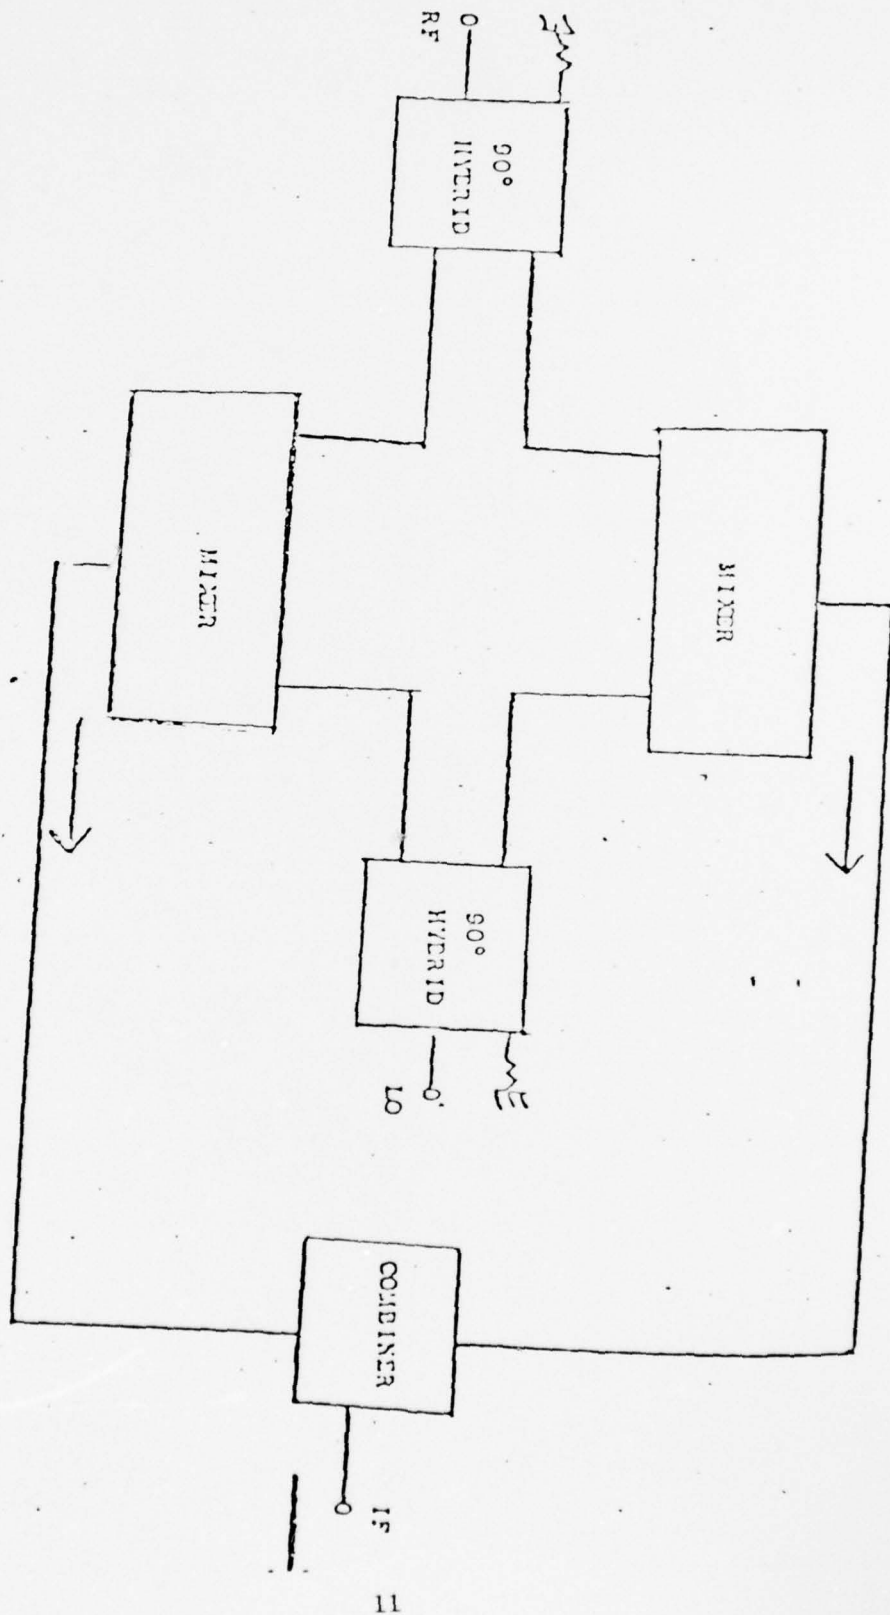 RF
90°
HYBRID
MIXER
MIXER
90°
HYBRID
LO
COMBINER
IF
11